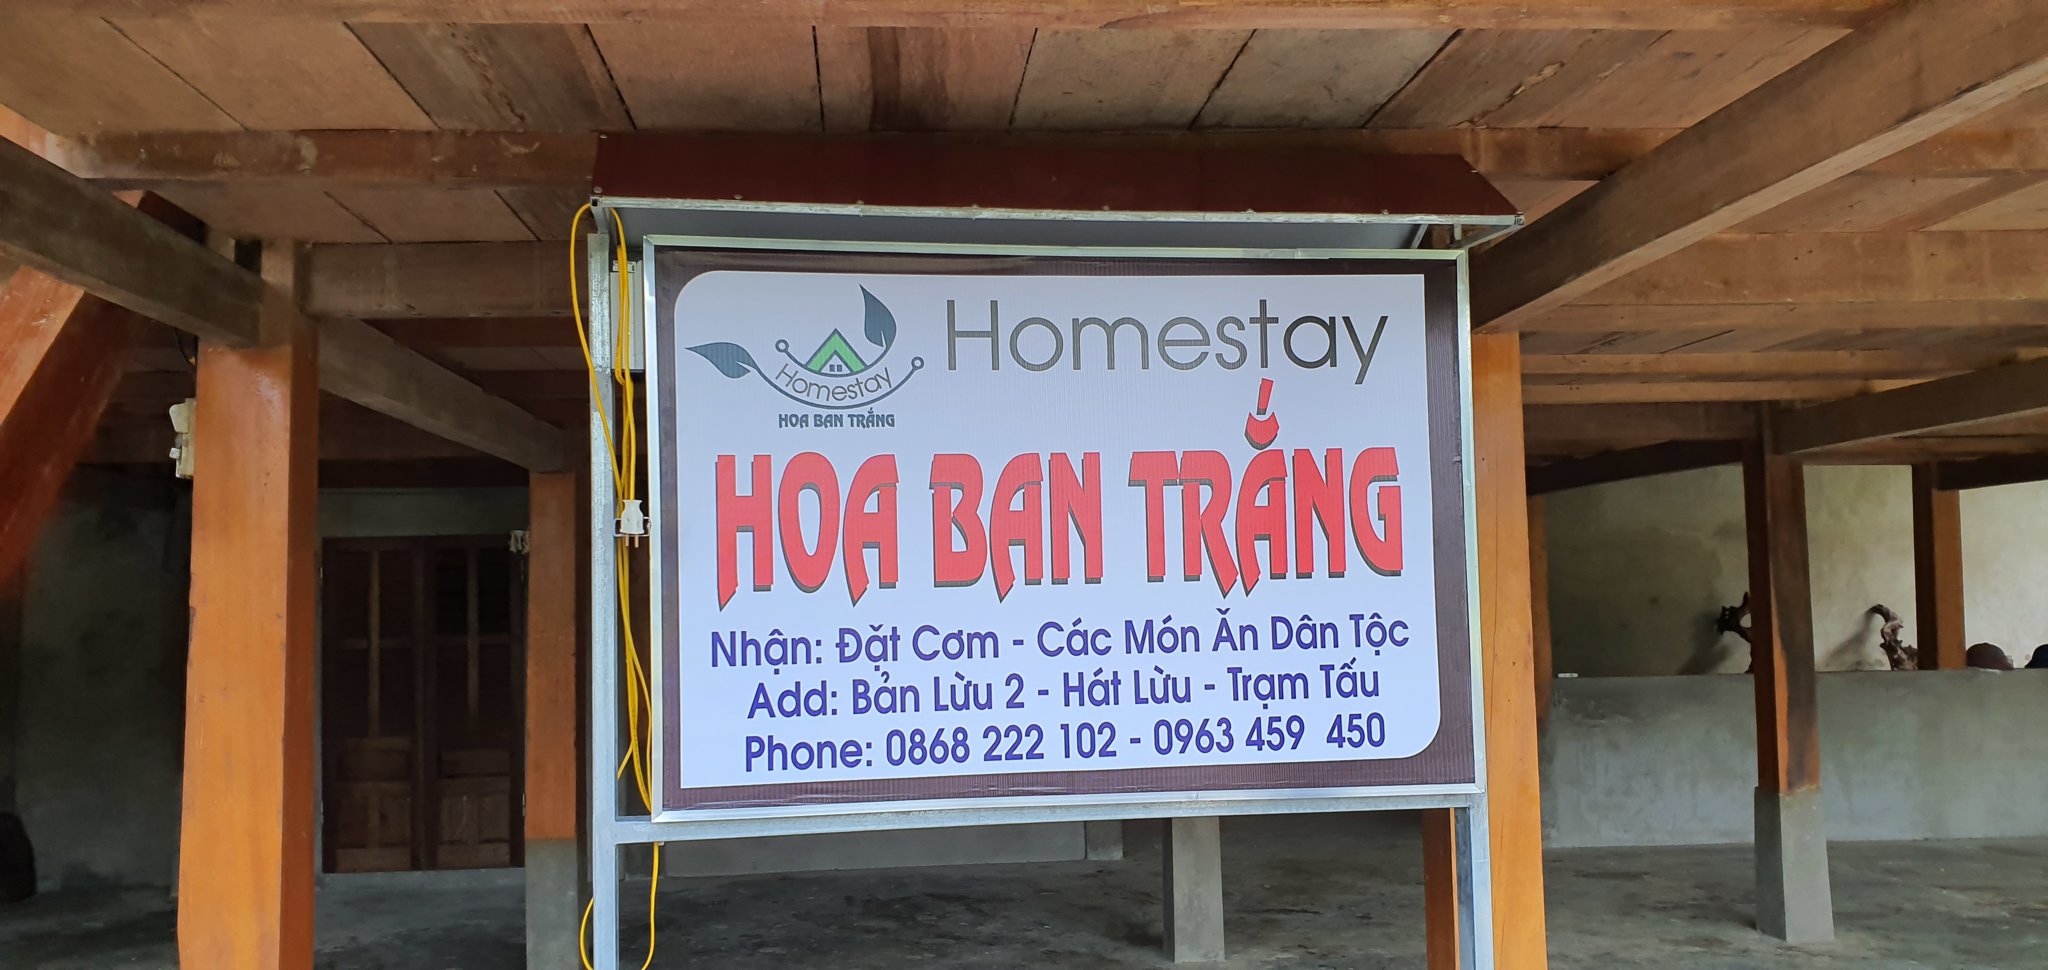 Homestay
HOA BAN TRẮNG
Homestay
HOA BAN TRẮNG
Nhận: Đặt Cơm - Các Món Ăn Dân Tộc
Add: Bản Lừu 2 - Hát Lừu - Trạm Tấu
Phone: 0868 222 102 - 0963 459 450